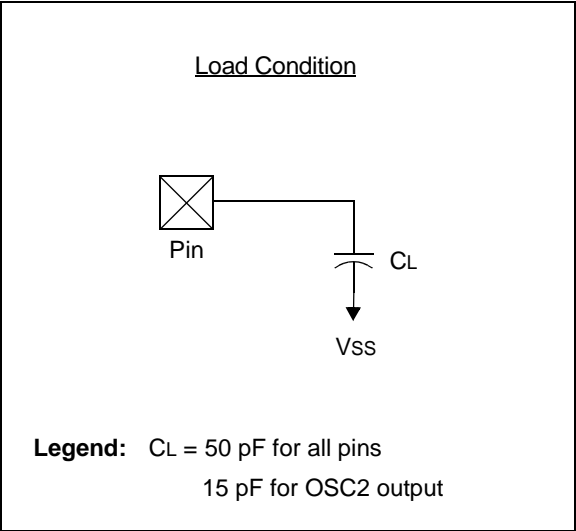 Load Condition
Pin
CL
VSS
Legend: CL = 50 pF for all pins
15 pF for OSC2 output